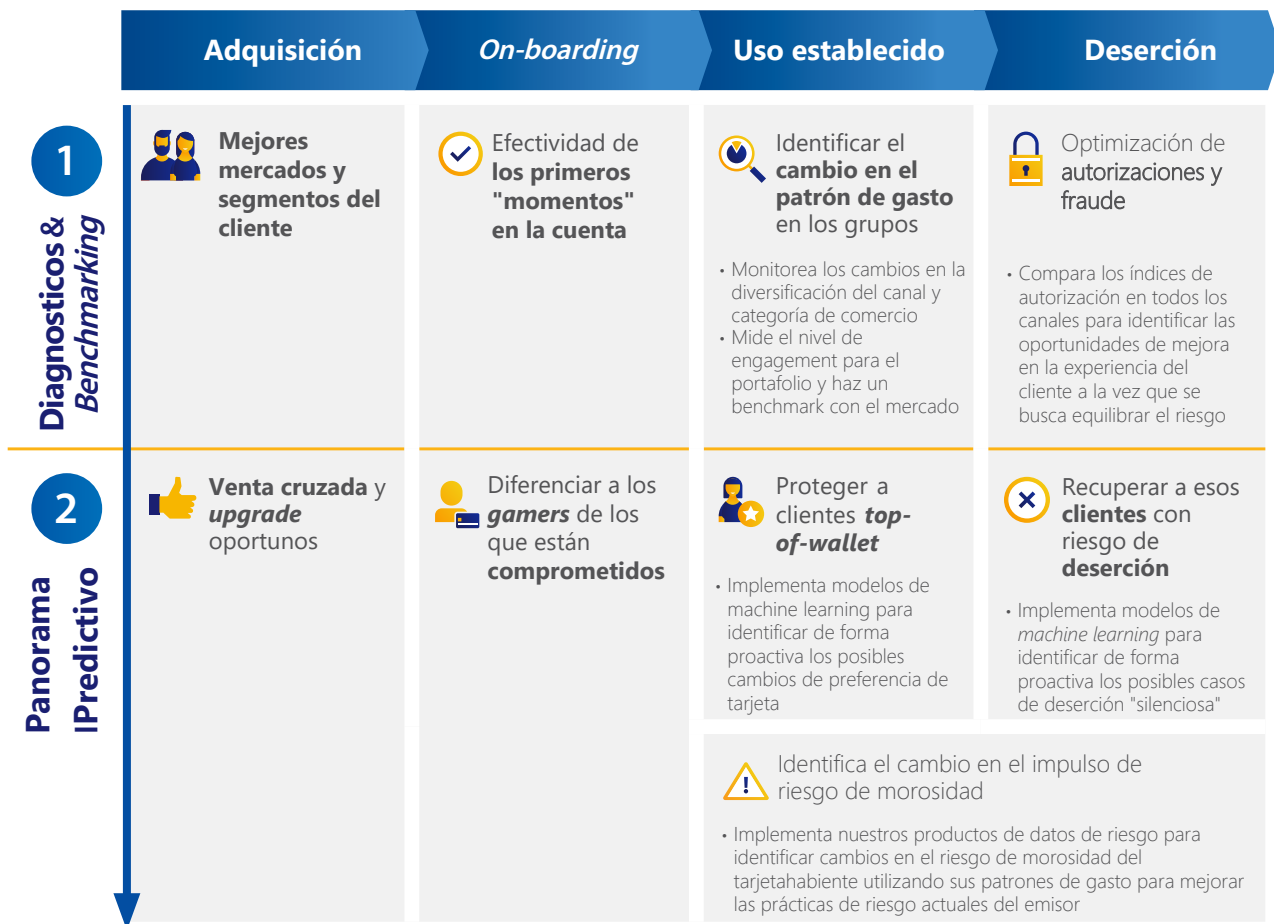 Adquisición
On-boarding
Uso establecido
Deserción
1
Diagnosticos &
Benchmarking
Mejores
mercados y
segmentos del
cliente
Efectividad de
los primeros
"momentos"
en la cuenta
Identificar el
cambio en el
patrón de gasto
en los grupos
• Monitorea los cambios en la
diversificación del canal y
categoría de comercio
• Mide el nivel de
engagement para el
portafolio y haz un
benchmark con el mercado
Optimización de
autorizaciones y
fraude
• Compara los índices de
autorización en todos los
canales para identificar las
oportunidades de mejora
en la experiencia del
cliente a la vez que se
busca equilibrar el riesgo
2
Panorama
IPredictivo
Venta cruzada y
upgrade
oportunos
Diferenciar a los
gamers de los
que están
comprometidos
Proteger a
clientes top-
of-wallet
• Implementa modelos de
machine learning para
identificar de forma
proactiva los posibles
cambios de preferencia de
tarjeta
Recuperar a esos
clientes con
riesgo de
deserción
• Implementa modelos de
machine learning para
identificar de forma
proactiva los posibles casos
de deserción "silenciosa"
Identifica el cambio en el impulso de
riesgo de morosidad
• Implementa nuestros productos de datos de riesgo para
identificar cambios en el riesgo de morosidad del
tarjetahabiente utilizando sus patrones de gasto para mejorar
las prácticas de riesgo actuales del emisor